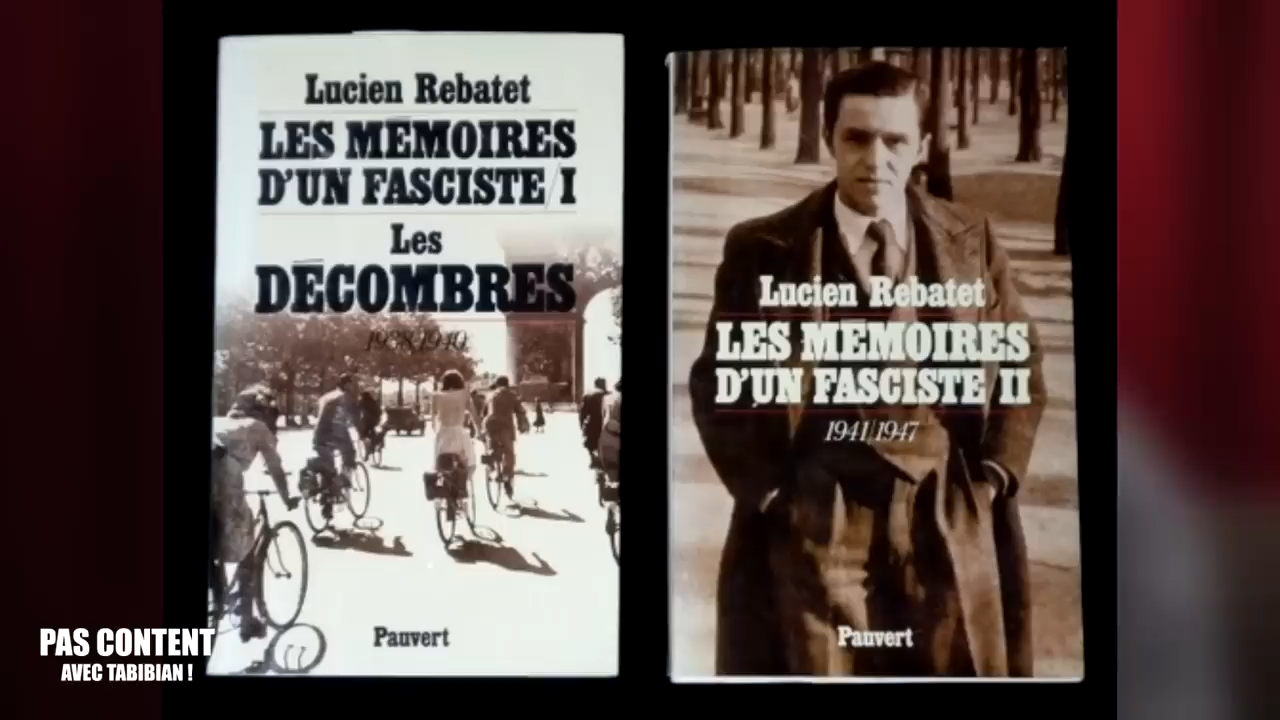 Lucien Rebatet
LES MÉMOIRES
D'UN FASCISTE/I
Les
DÉCOMBRES
1938/1940
Pauvert
Lucien Rebatet
LES MÉMOIRES
D'UN FASCISTE II
1941/1947
Pauvert
PAS CONTENT
AVEC TABIBIAN !